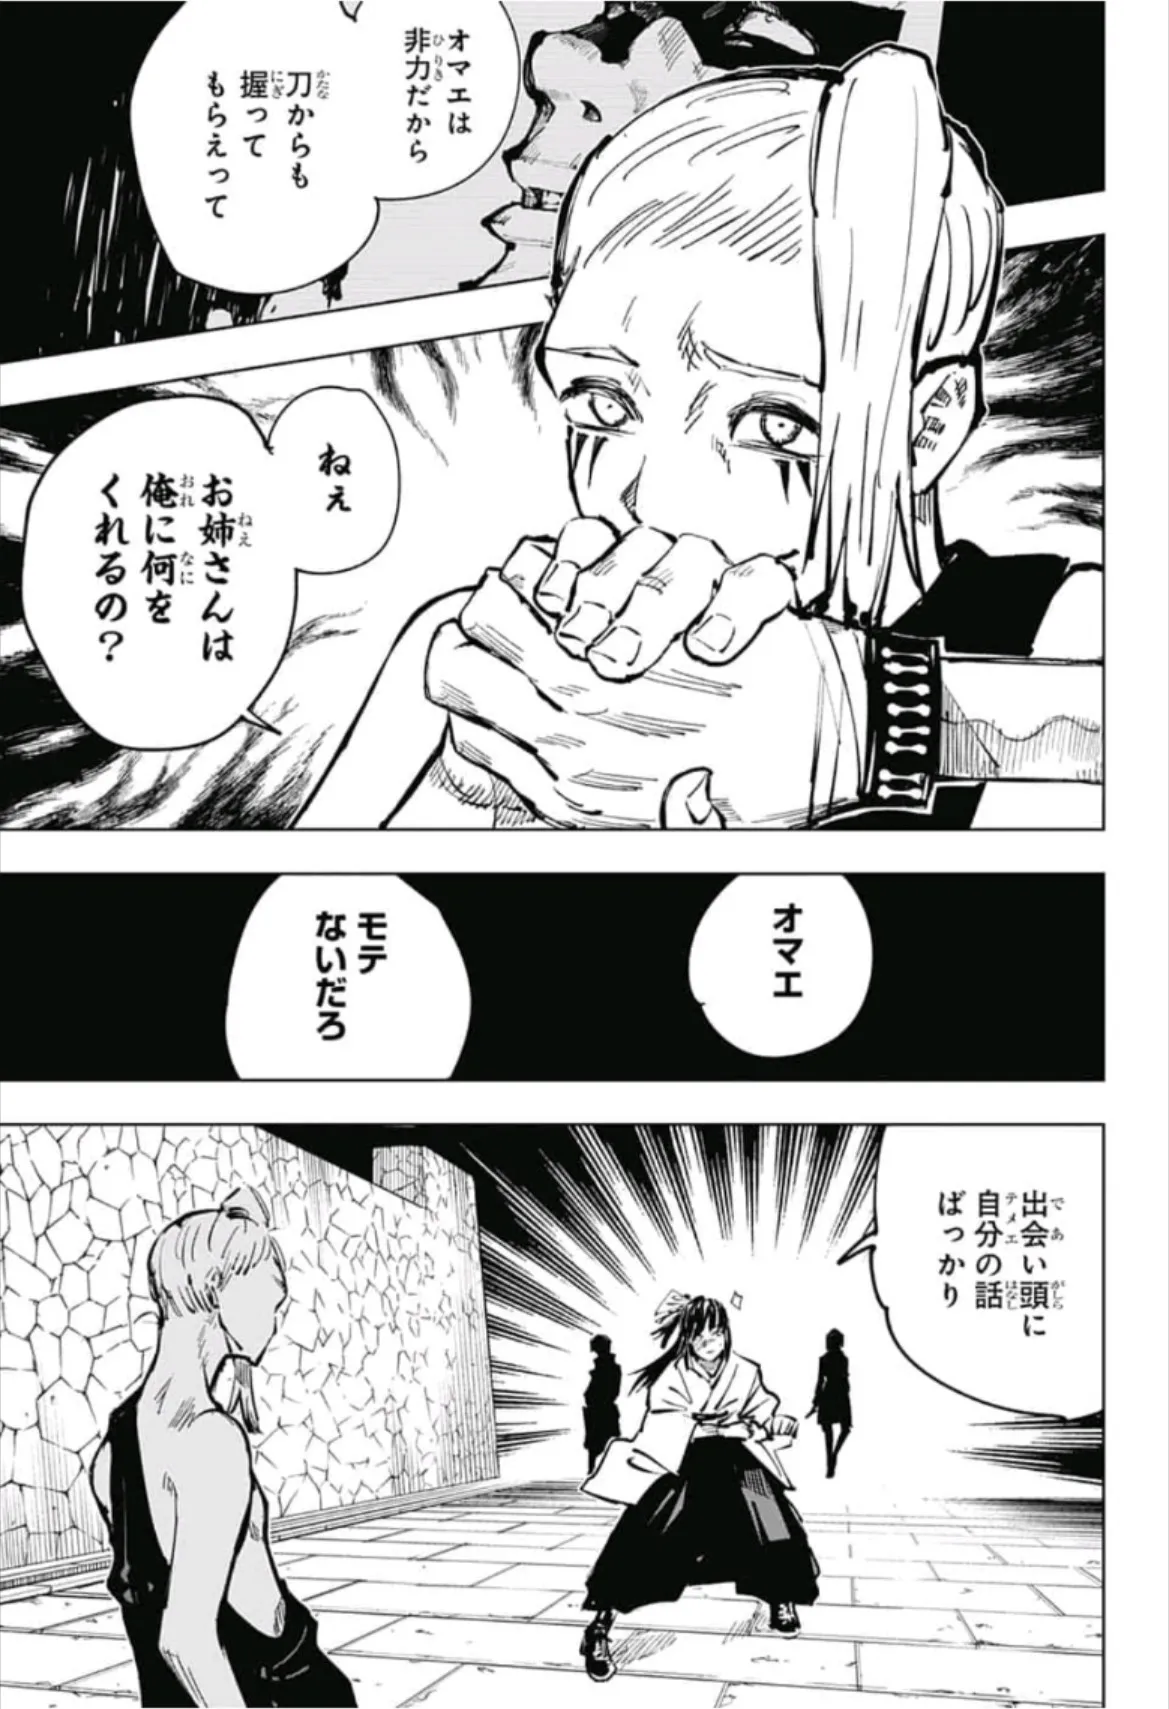 オマエは
非力だから
刀からも
握って
もらえって
ねぇ
お姉さんは
俺に何を
くれるの?
オマエ
モテ
ないだろ
出会い頭に
自分の話
ばっかり